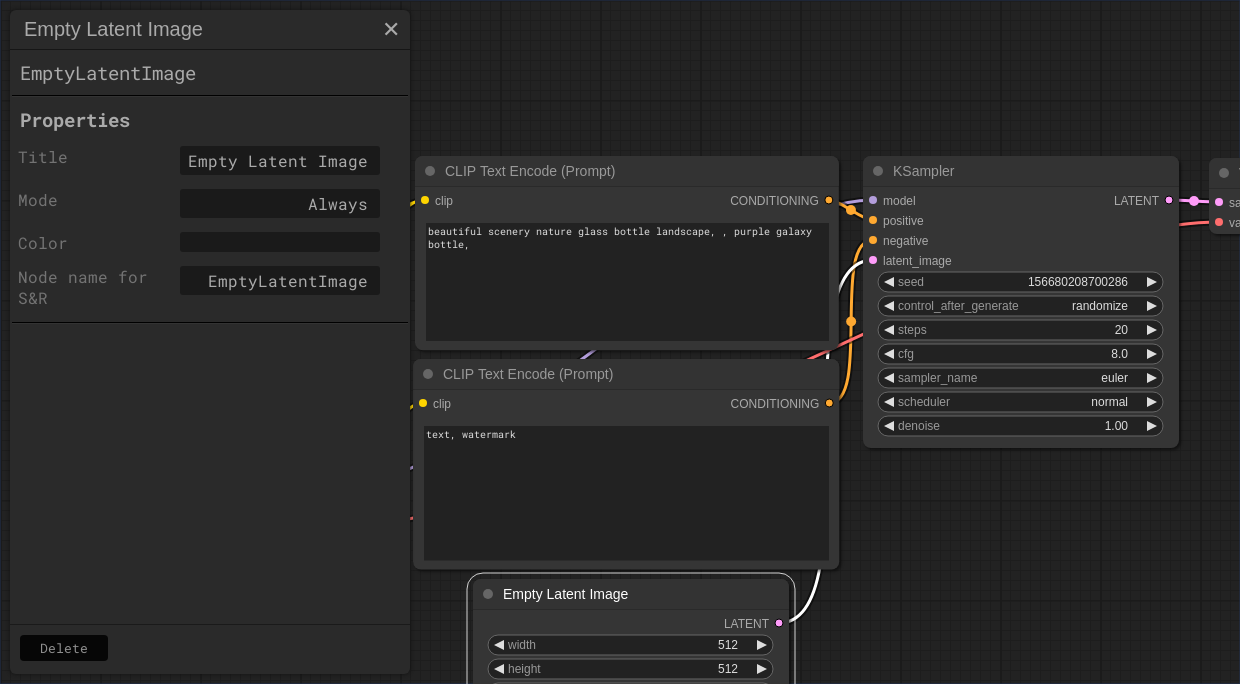 Empty Latent Image
EmptyLatentImage
Properties
Title
Empty Latent Image
Mode
Always
Color
Node name for
S&R
EmptyLatentImage
Delete
CLIP Text Encode (Prompt)
clip
CONDITIONING
beautiful scenery nature glass bottle landscape, , purple galaxy
bottle,
CLIP Text Encode (Prompt)
clip
CONDITIONING
text, watermark
Empty Latent Image
LATENT
width 512
height 512
KSampler
model
LATENT
positive
negative
latent_image
seed 156680208700286
control_after_generate randomize
steps 20
cfg 8.0
sampler_name euler
scheduler normal
denoise 1.00
sa
va